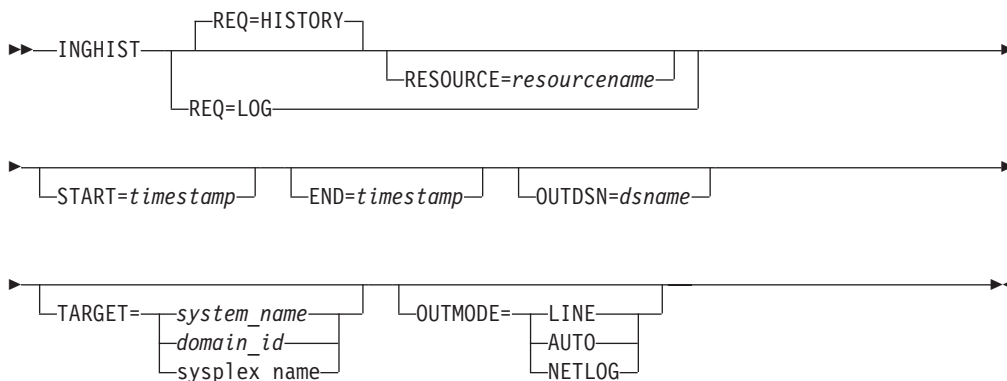 REQ=HISTORY
INGHIST
RESOURCE=resourcename
REQ=LOG
START=timestamp END=timestamp OUTDSN=dsname
TARGET= system_name OUTMODE= LINE
domain_id AUTO
sysplex_name NETLOG